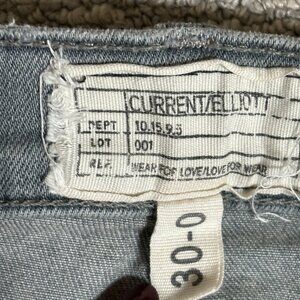 CURRENT/ELLIOTT
DEPT 10.15.9.5
LOT 001
REF. WEAR FOR LOVE/LOVE FOR WEAR
30-0